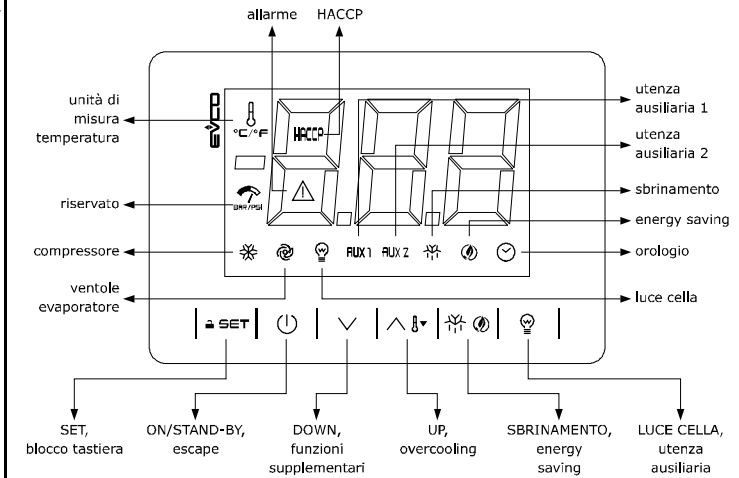 allarme HACCP
unità di
misura
temperatura
EVCO
°C/°F
HACCP
utenza
ausiliaria 1
utenza
ausiliaria 2
riservato
BAR/PSI
sbrinamento
energy saving
compressore
AUX 1 AUX 2
orologio
ventole
evaporatore
luce cella
SET
SET,
blocco tastiera
ON/STAND-BY,
escape
DOWN,
funzioni
supplementari
UP,
overcooling
SBRINAMENTO,
energy
saving
LUCE CELLA,
utenza
ausiliaria